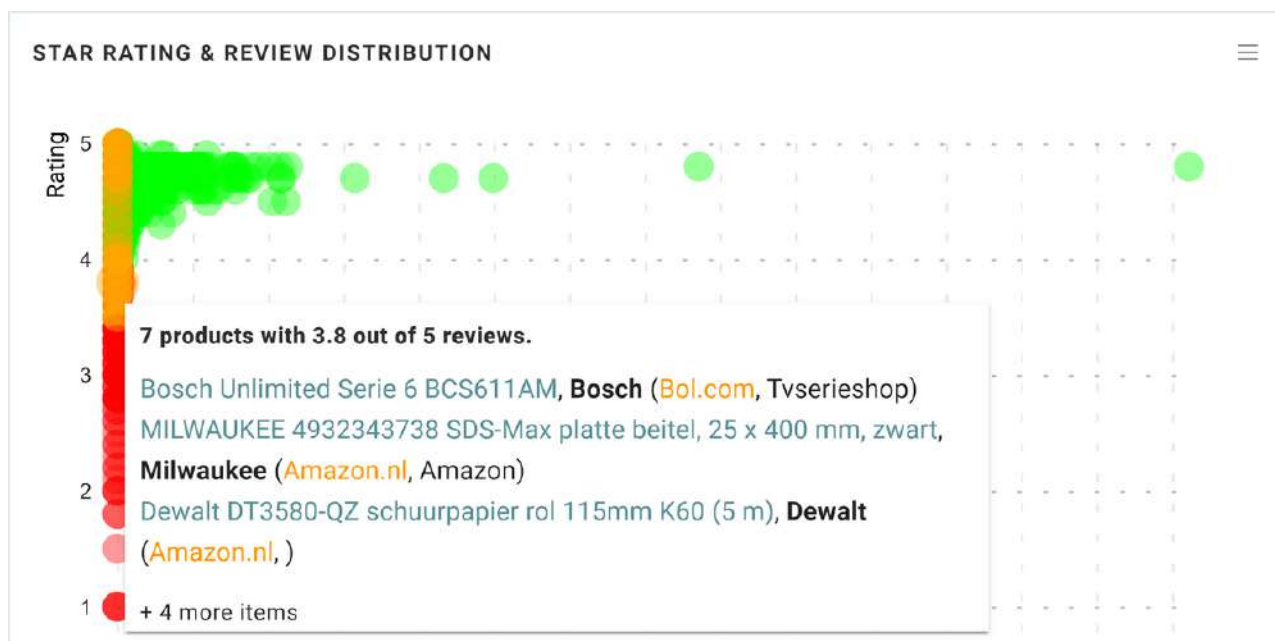 STAR RATING & REVIEW DISTRIBUTION
Rating
5
4
3
2
1
7 products with 3.8 out of 5 reviews.
Bosch Unlimited Serie 6 BCS611AM, Bosch (Bol.com, Tvserieshop)
MILWAUKEE 4932343738 SDS-Max platte beitel, 25 x 400 mm, zwart,
Milwaukee (Amazon.nl, Amazon)
Dewalt DT3580-QZ schuurpapier rol 115mm K60 (5 m), Dewalt
(Amazon.nl, )
+ 4 more items